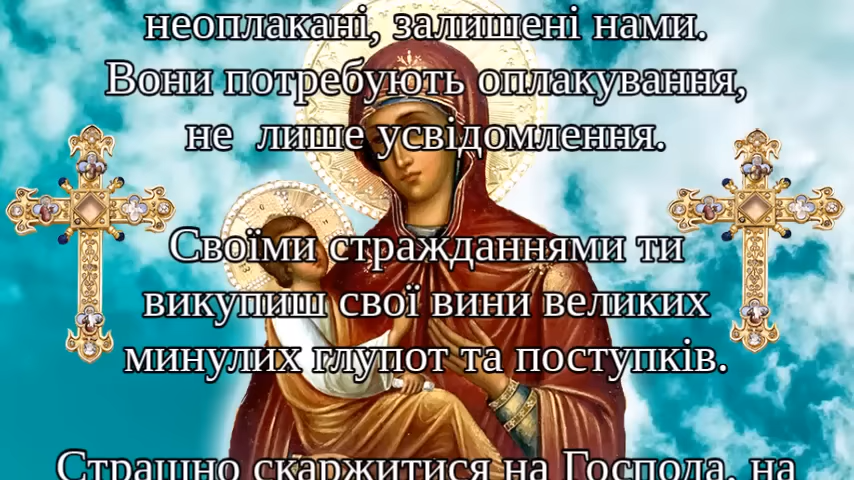 неоплакані, залишені нами.
Вони потребують оплакування,
не лише усвідомлення.
Своїми стражданнями ти
викупиш свої вини великих
минулих глупот та поступків.
Страшно скаржитися на Господа, на